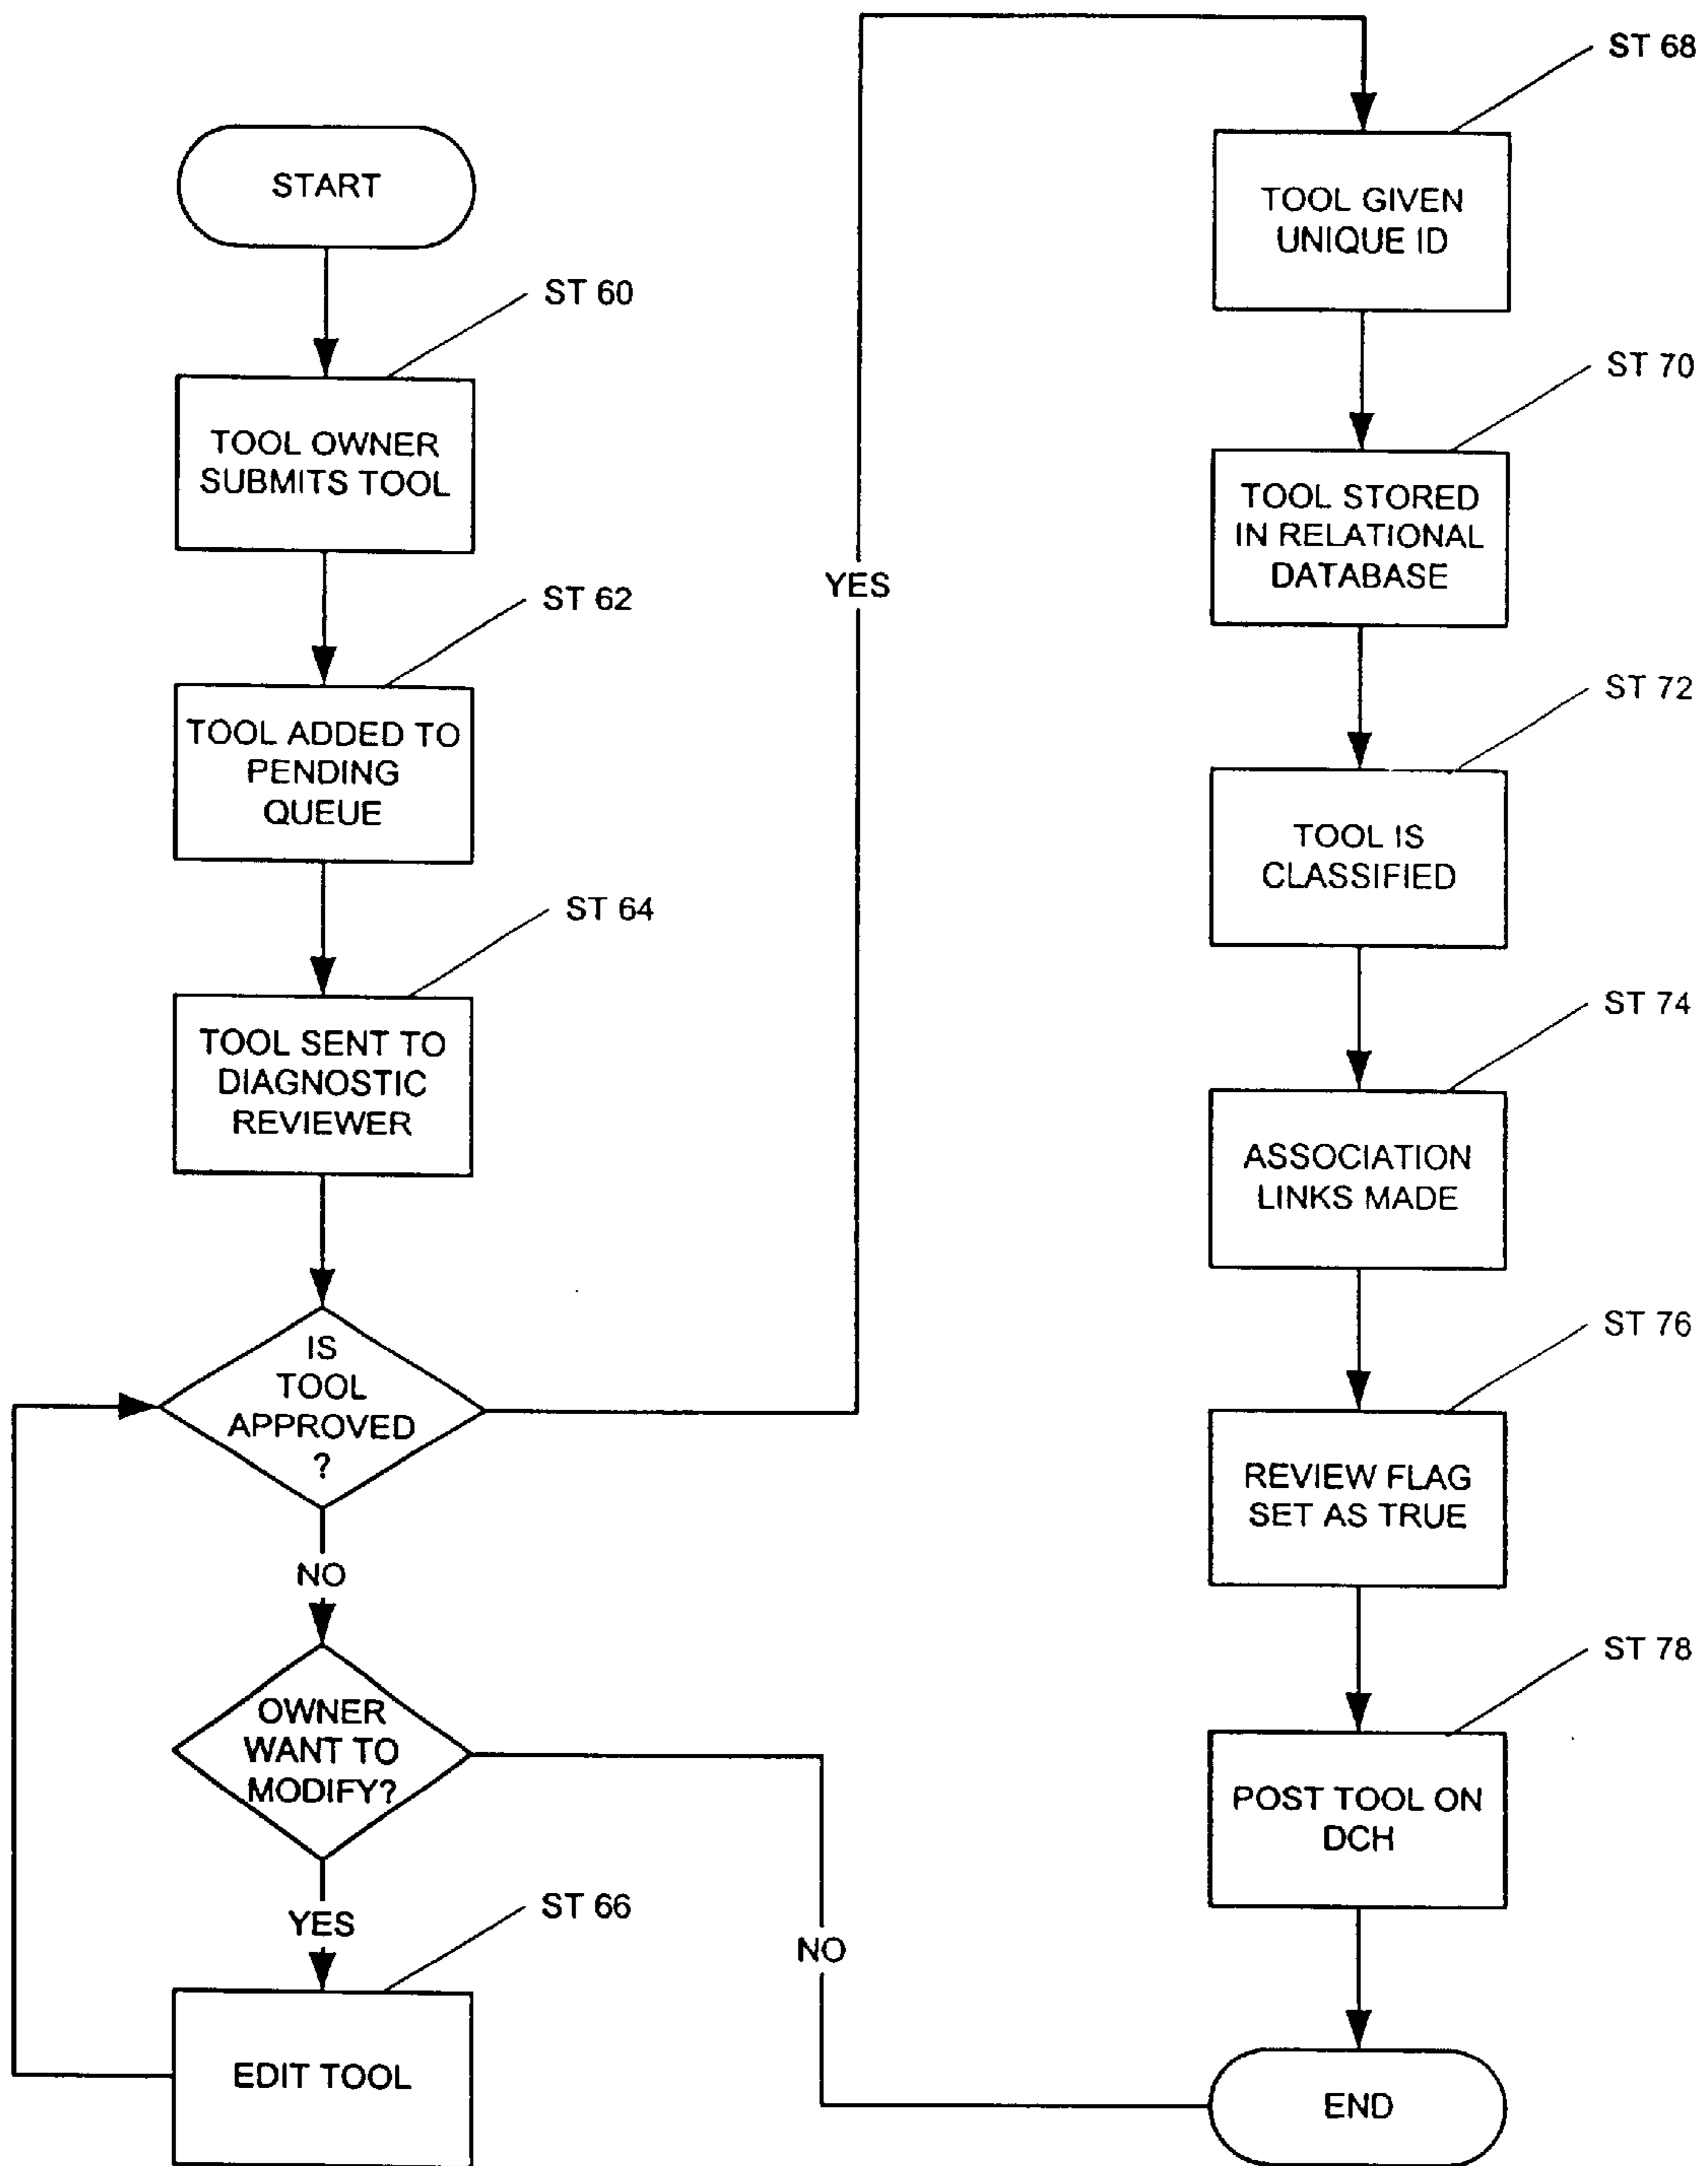 START
ST 60
TOOL OWNER
SUBMITS TOOL
ST 62
TOOL ADDED TO
PENDING
QUEUE
ST 64
TOOL SENT TO
DIAGNOSTIC
REVIEWER
IS
TOOL
APPROVED
?
NO
OWNER
WANT TO
MODIFY?
YES
ST 66
EDIT TOOL
YES
NO
ST 68
TOOL GIVEN
UNIQUE ID
ST 70
TOOL STORED
IN RELATIONAL
DATABASE
ST 72
TOOL IS
CLASSIFIED
ST 74
ASSOCIATION
LINKS MADE
ST 76
REVIEW FLAG
SET AS TRUE
ST 78
POST TOOL ON
DCH
END